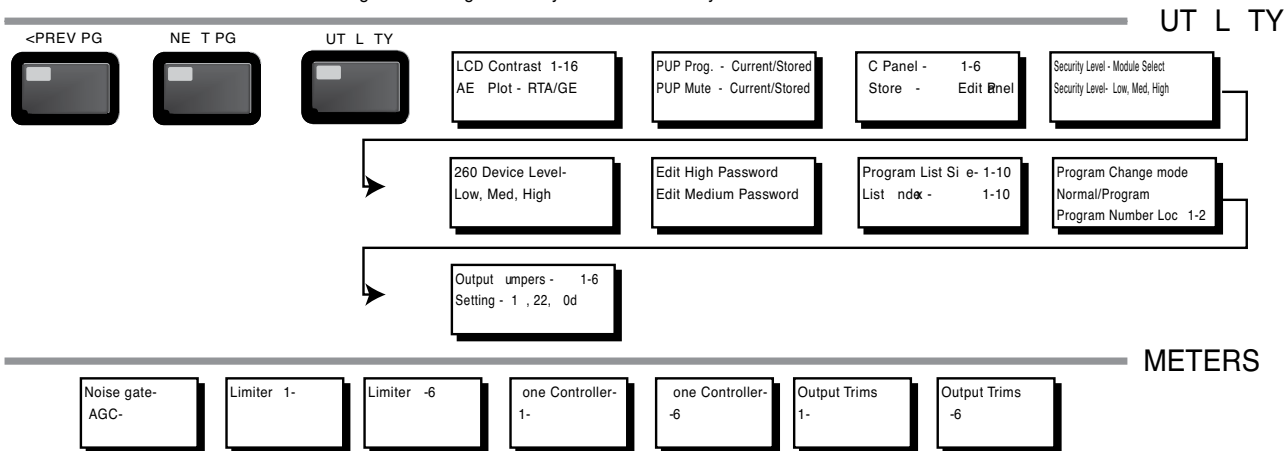 UT L TY
<PREV PG
NE T PG
UT L TY
LCD Contrast 1-16
AE Plot - RTA/GE
PUP Prog. - Current/Stored
PUP Mute - Current/Stored
C Panel - 1-6
Store - Edit Panel
Security Level - Module Select
Security Level- Low, Med, High
260 Device Level-
Low, Med, High
Edit High Password
Edit Medium Password
Program List Si e- 1-10
List ndex - 1-10
Program Change mode
Normal/Program
Program Number Loc 1-2
Output umpers - 1-6
Setting - 1 , 22, 0d
METERS
Noise gate-
AGC-
Limiter 1-
Limiter -6
one Controller-
1-
one Controller-
-6
Output Trims
1-
Output Trims
-6